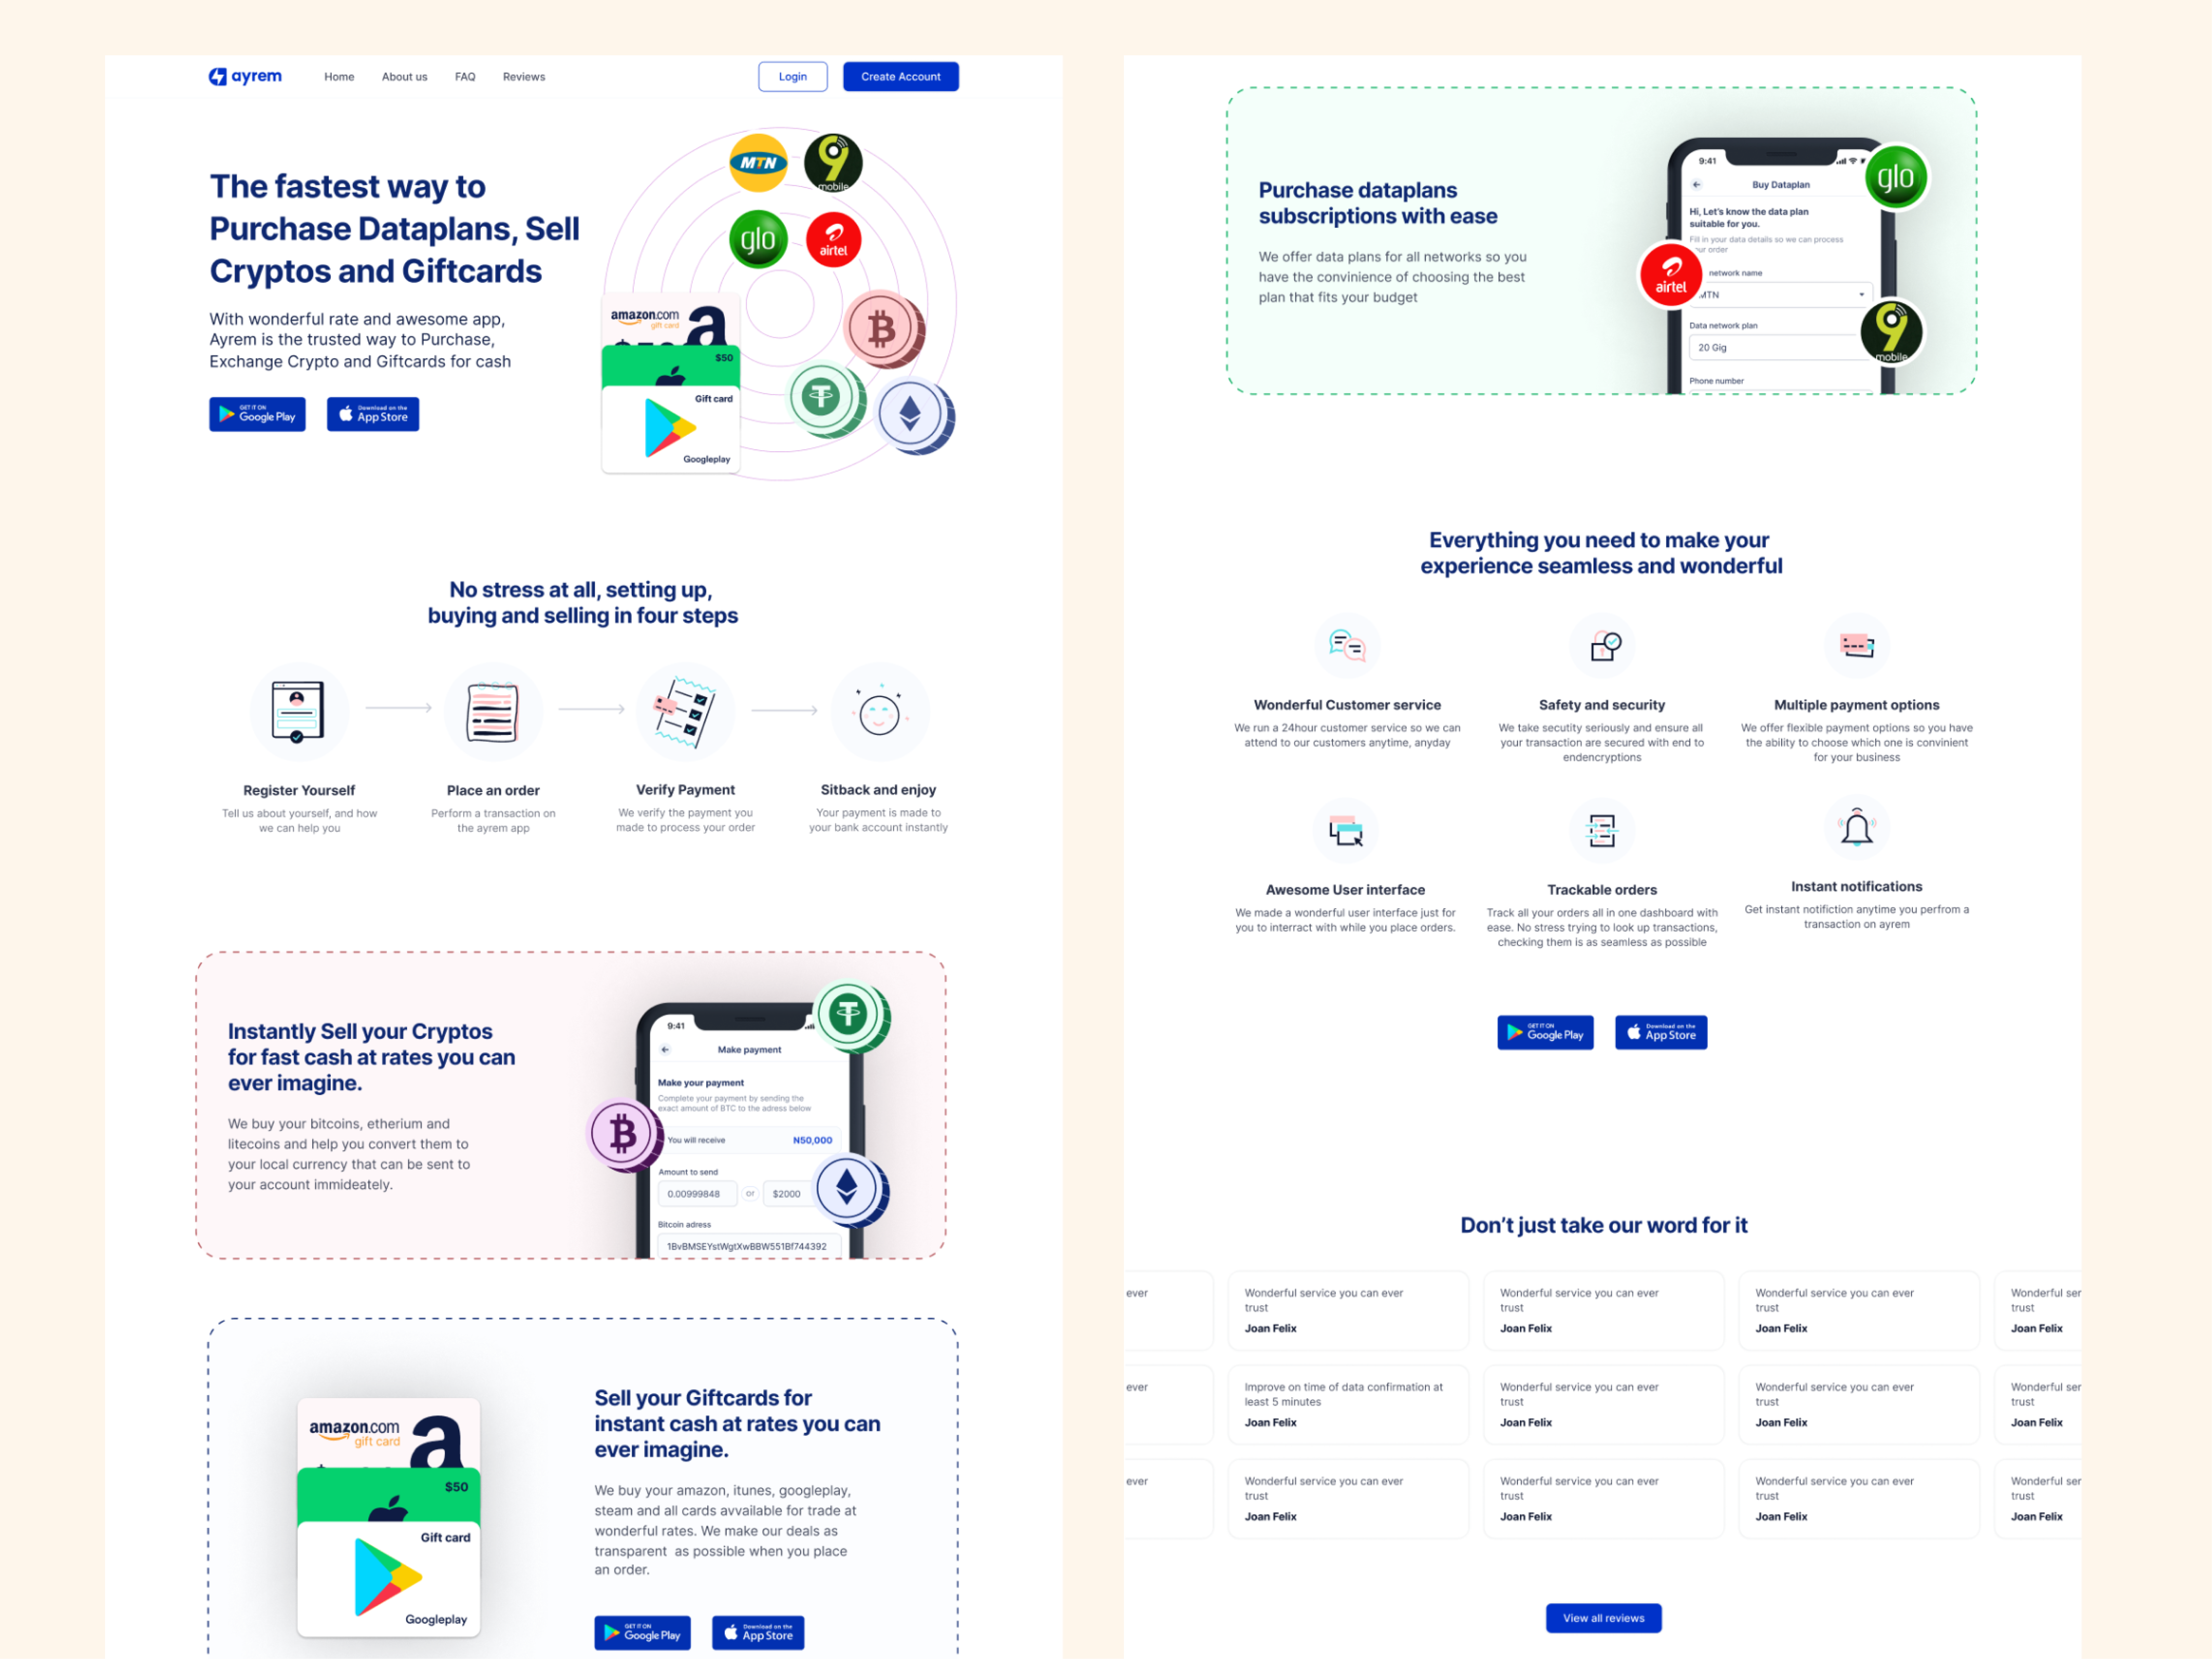 ayrem
Home
About us
FAQ
Reviews
Login
Create Account
The fastest way to
Purchase Dataplans, Sell
Cryptos and Giftcards
With wonderful rate and awesome app,
Ayrem is the trusted way to Purchase,
Exchange Crypto and Giftcards for cash
GET IT ON
Google Play
Download on the
App Store
MTN
9
mobile
glo
airtel
amazon.com
gift card
a
$50
Gift card
Googleplay
No stress at all, setting up,
buying and selling in four steps
Register Yourself
Tell us about yourself, and how
we can help you
Place an order
Perform a transaction on
the ayrem app
Verify Payment
We verify the payment you
made to process your order
Sitback and enjoy
Your payment is made to
your bank account instantly
Instantly Sell your Cryptos
for fast cash at rates you can
ever imagine.
We buy your bitcoins, etherium and
litecoins and help you convert them to
your local currency that can be sent to
your account immideately.
9:41
Make payment
Make your payment
Complete your payment by sending the
exact amount of BTC to the adress below
You will receive
N50,000
Amount to send
0.00999848
or
$2000
Bitcoin adress
1BvBMSEYstWgtXwBBW551Bf744392
amazon.com
gift card
a
$50
Gift card
Googleplay
Sell your Giftcards for
instant cash at rates you can
ever imagine.
We buy your amazon, itunes, googleplay,
steam and all cards avvailable for trade at
wonderful rates. We make our deals as
transparent as possible when you place
an order.
GET IT ON
Google Play
Download on the
App Store
Purchase dataplans
subscriptions with ease
We offer data plans for all networks so you
have the convinience of choosing the best
plan that fits your budget
9:41
Buy Dataplan
Hi, Let's know the data plan
suitable for you.
Fill in your data details so we can process
order
network name
MTN
Data network plan
20 Gig
Phone number
glo
airtel
9
mobile
Everything you need to make your
experience seamless and wonderful
Wonderful Customer service
We run a 24hour customer service so we can
attend to our customers anytime, anyday
Safety and security
We take secutity seriously and ensure all
your transaction are secured with end to
endencryptions
Multiple payment options
We offer flexible payment options so you have
the ability to choose which one is convinient
for your business
Awesome User interface
We made a wonderful user interface just for
you to interract with while you place orders.
Trackable orders
Track all your orders all in one dashboard with
ease. No stress trying to look up transactions,
checking them is as seamless as possible
Instant notifications
Get instant notifiction anytime you perfrom a
transaction on ayrem
GET IT ON
Google Play
Download on the
App Store
Don't just take our word for it
ever
Wonderful service you can ever
trust
Joan Felix
Wonderful service you can ever
trust
Joan Felix
Wonderful service you can ever
trust
Joan Felix
Wonderful ser
trust
Joan Felix
ever
Improve on time of data confirmation at
least 5 minutes
Joan Felix
Wonderful service you can ever
trust
Joan Felix
Wonderful service you can ever
trust
Joan Felix
Wonderful ser
trust
Joan Felix
ever
Wonderful service you can ever
trust
Joan Felix
Wonderful service you can ever
trust
Joan Felix
Wonderful service you can ever
trust
Joan Felix
Wonderful ser
trust
Joan Felix
View all reviews